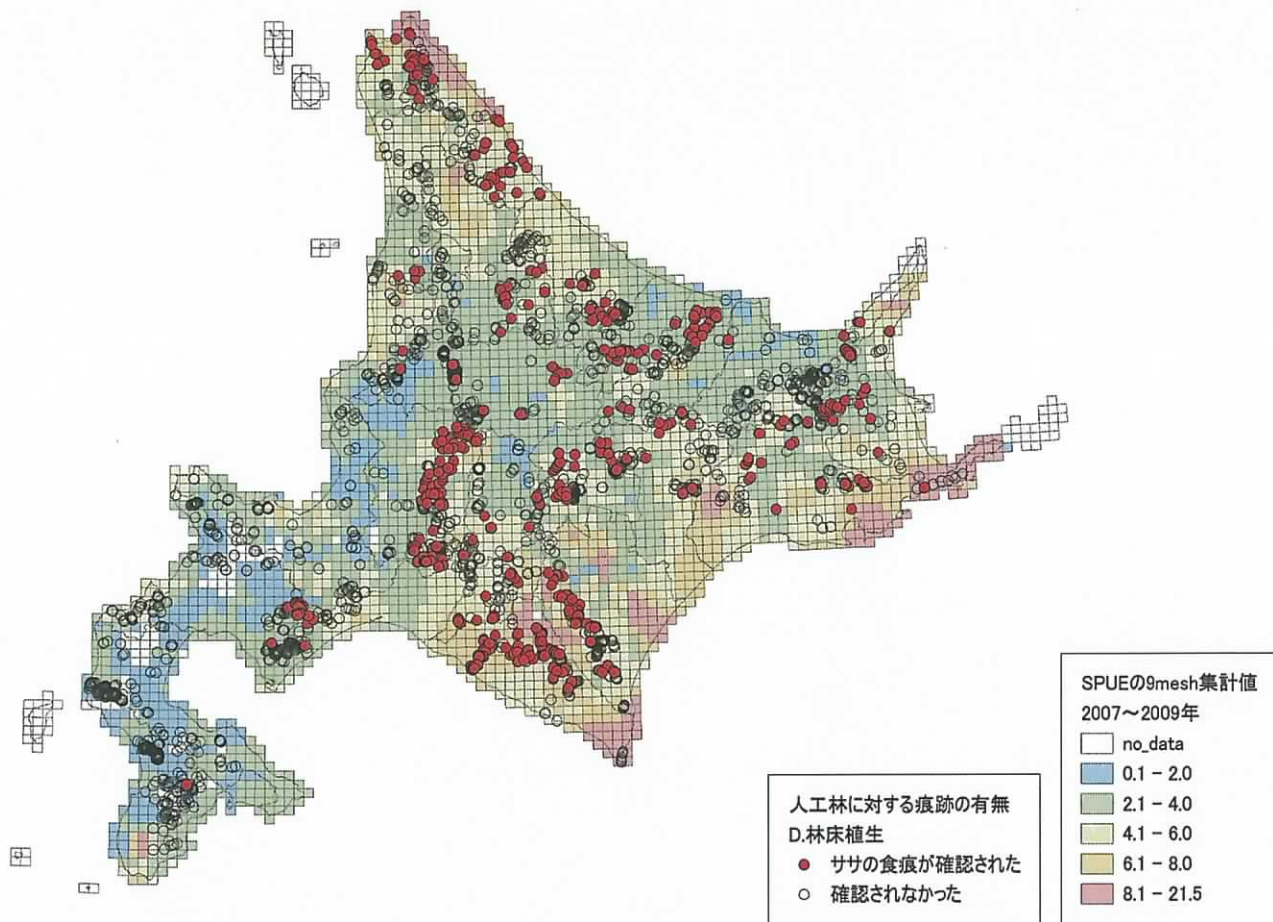 人工林に対する痕跡の有無
D.林床植生
ササの食痕が確認された
確認されなかった
SPUEの9mesh集計値
2007～2009年
no_data
0.1 - 2.0
2.1 - 4.0
4.1 - 6.0
6.1 - 8.0
8.1 - 21.5